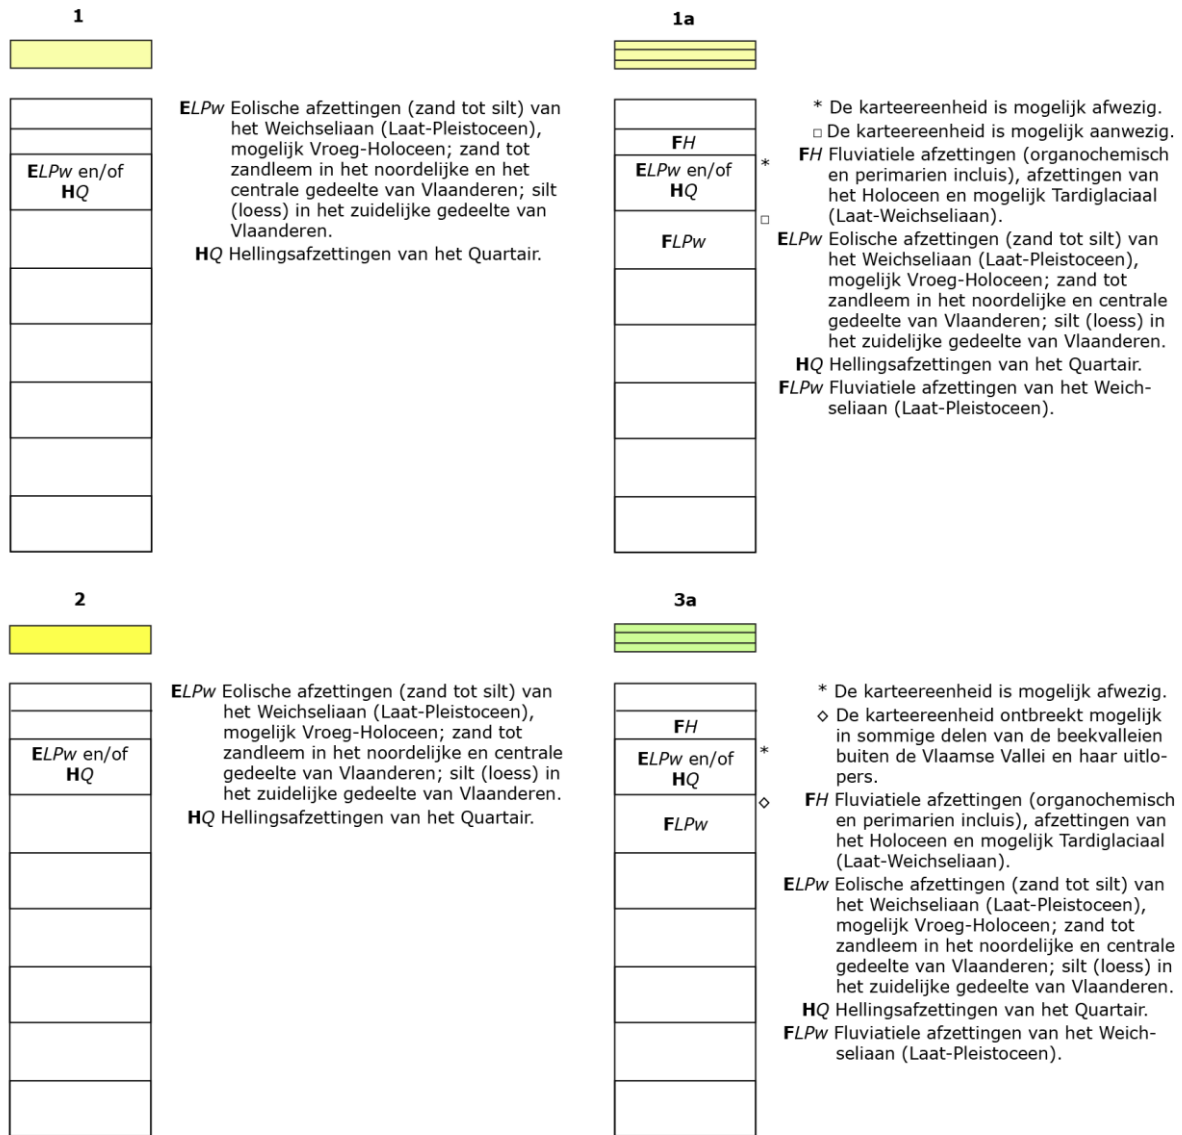 1
ELPw en/of
HQ
ELPw Eolische afzettingen (zand tot silt) van
het Weichseliaan (Laat-Pleistoceen),
mogelijk Vroeg-Holoceen; zand tot
zandleem in het noordelijke en het
centrale gedeelte van Vlaanderen; silt
(loess) in het zuidelijke gedeelte van
Vlaanderen.
HQ Hellingsafzettingen van het Quartair.
1a
FH
ELPw en/of
HQ
*
□
FLPw
* De karteereenheid is mogelijk afwezig.
□ De karteereenheid is mogelijk aanwezig.
FH Fluviatiele afzettingen (organochemisch
en perimarien incluis), afzettingen van
het Holoceen en mogelijk Tardiglaciaal
(Laat-Weichseliaan).
ELPw Eolische afzettingen (zand tot silt) van
het Weichseliaan (Laat-Pleistoceen),
mogelijk Vroeg-Holoceen; zand tot
zandleem in het noordelijke en centrale
gedeelte van Vlaanderen; silt (loess) in
het zuidelijke gedeelte van Vlaanderen.
HQ Hellingsafzettingen van het Quartair.
FLPw Fluviatiele afzettingen van het Weich-
seliaan (Laat-Pleistoceen).
2
ELPw en/of
HQ
ELPw Eolische afzettingen (zand tot silt) van
het Weichseliaan (Laat-Pleistoceen),
mogelijk Vroeg-Holoceen; zand tot
zandleem in het noordelijke en centrale
gedeelte van Vlaanderen; silt (loess) in
het zuidelijke gedeelte van Vlaanderen.
HQ Hellingsafzettingen van het Quartair.
3a
FH
ELPw en/of
HQ
*
◇
FLPw
* De karteereenheid is mogelijk afwezig.
◇ De karteereenheid ontbreekt mogelijk
in sommige delen van de beekvalleien
buiten de Vlaamse Vallei en haar uitlo-
pers.
FH Fluviatiele afzettingen (organochemisch
en perimarien incluis), afzettingen van
het Holoceen en mogelijk Tardiglaciaal
(Laat-Weichseliaan).
ELPw Eolische afzettingen (zand tot silt) van
het Weichseliaan (Laat-Pleistoceen),
mogelijk Vroeg-Holoceen; zand tot
zandleem in het noordelijke en centrale
gedeelte van Vlaanderen; silt (loess) in
het zuidelijke gedeelte van Vlaanderen.
HQ Hellingsafzettingen van het Quartair.
FLPw Fluviatiele afzettingen van het Weich-
seliaan (Laat-Pleistoceen).